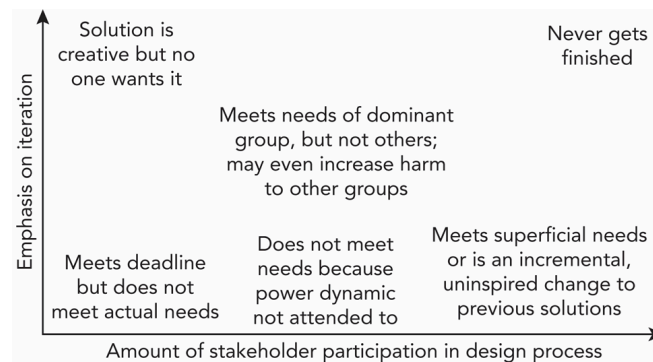 Solution is
creative but no
one wants it
Never gets
finished
Meets needs of dominant
group, but not others;
may even increase harm
to other groups
Meets deadline
but does not
meet actual needs
Does not meet
needs because
power dynamic
not attended to
Meets superficial needs
or is an incremental,
uninspired change to
previous solutions
Emphasis on iteration
Amount of stakeholder participation in design process